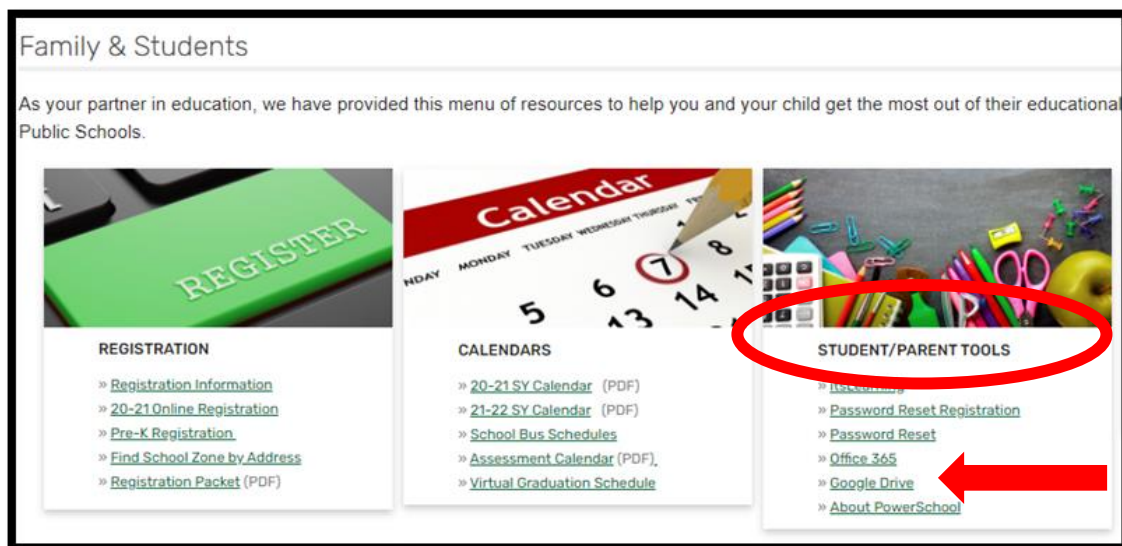 Family & Students
As your partner in education, we have provided this menu of resources to help you and your child get the most out of their educational
Public Schools.
REGISTER
Calendar
MONDAY TUESDAY WEDNESDAY THURSDAY
7 8
5 6
13 14
REGISTRATION
» Registration Information
» 20-21 Online Registration
» Pre-K Registration
» Find School Zone by Address
» Registration Packet (PDF)
CALENDARS
» 20-21 SY Calendar (PDF)
» 21-22 SY Calendar (PDF)
» School Bus Schedules
» Assessment Calendar (PDF)
» Virtual Graduation Schedule
STUDENT/PARENT TOOLS
» itsLearning
» Password Reset Registration
» Password Reset
» Office 365
» Google Drive
» About PowerSchool